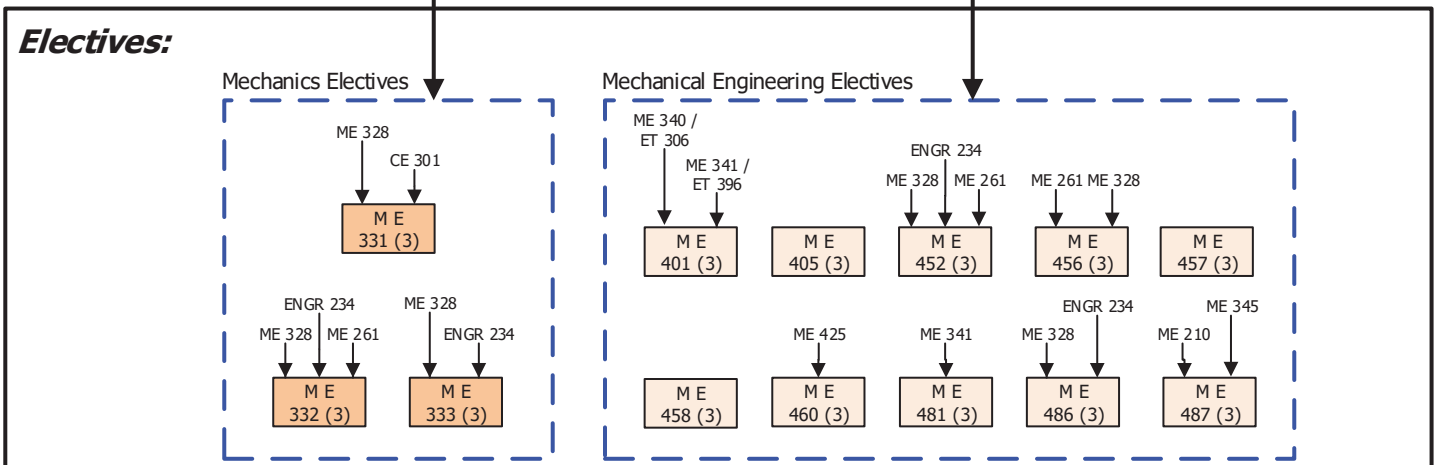 Electives:
Mechanics Electives
Mechanical Engineering Electives
ME 328
CE 301
M E
331 (3)
ENGR 234
ME 328
ME 261
M E
332 (3)
ME 328
ENGR 234
M E
333 (3)
ME 340 /
ET 306
ME 341 /
ET 396
M E
401 (3)
M E
405 (3)
ENGR 234
ME 328
ME 261
M E
452 (3)
ME 261
ME 328
M E
456 (3)
M E
457 (3)
M E
458 (3)
ME 425
M E
460 (3)
ME 341
M E
481 (3)
ENGR 234
ME 328
M E
486 (3)
ME 345
ME 210
M E
487 (3)